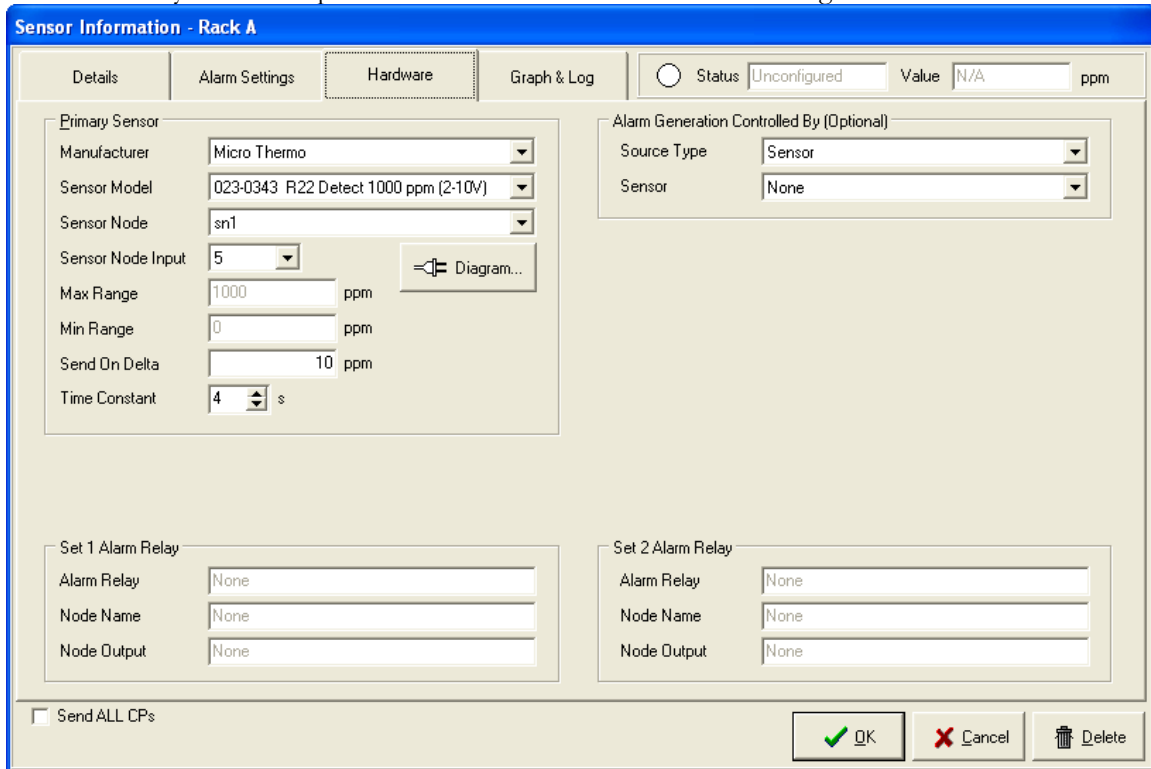 Sensor Information - Rack A
Details Alarm Settings Hardware Graph & Log Status Unconfigured Value N/A ppm
Primary Sensor
Manufacturer Micro Thermo
Sensor Model 023-0343 R22 Detect 1000 ppm (2-10V)
Sensor Node sn1
Sensor Node Input 5 Diagram...
Max Range 1000 ppm
Min Range 0 ppm
Send On Delta 10 ppm
Time Constant 4 s
Alarm Generation Controlled By (Optional)
Source Type Sensor
Sensor None
Set 1 Alarm Relay
Alarm Relay None
Node Name None
Node Output None
Set 2 Alarm Relay
Alarm Relay None
Node Name None
Node Output None
Send ALL CPs
OK Cancel Delete